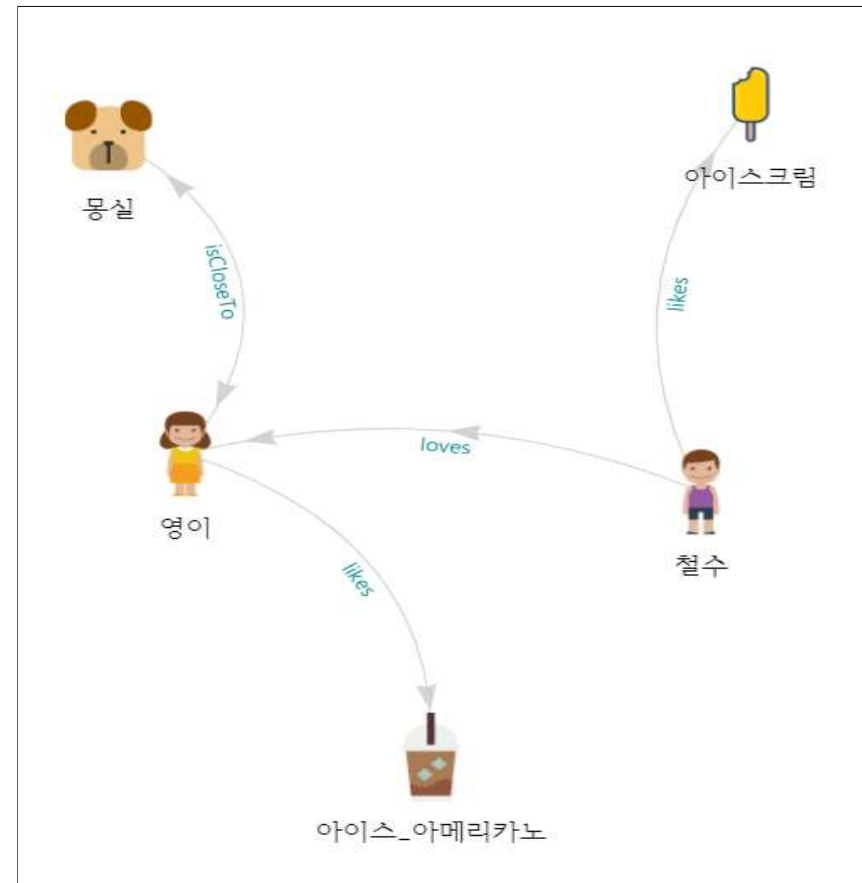 아이스크림
몽실
isCloseTo
likes
loves
영이
철수
likes
아이스_아메리카노